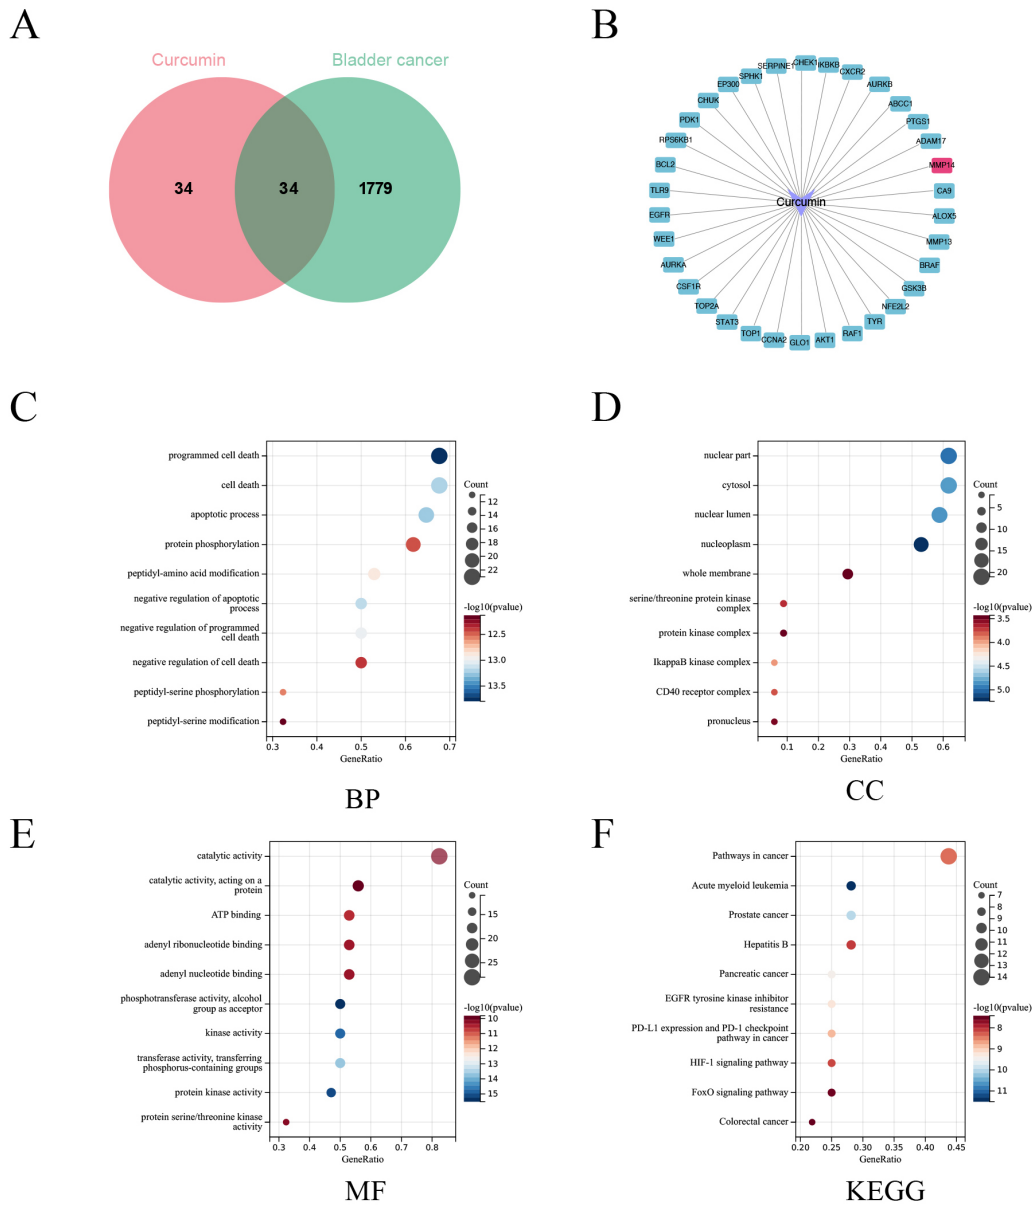 A
Curcumin
Bladder cancer
34
34
1779
B
SERPINE1
CHEK1
IKBKB
CXCR2
SPHK1
AURKB
EP300
ABCC1
CHUK
PTGS1
PDK1
ADAM17
RPS6KB1
MMP14
BCL2
CA9
TLR9
Curcumin
ALOX5
EGFR
MMP13
WEE1
BRAF
AURKA
GSK3B
CSF1R
NFE2L2
TOP2A
TYR
STAT3
RAF1
TOP1
AKT1
CCNA2
GLO1
C
programmed cell death
cell death
apoptotic process
protein phosphorylation
peptidyl-amino acid modification
negative regulation of apoptotic
process
negative regulation of programmed
cell death
negative regulation of cell death
peptidyl-serine phosphorylation
peptidyl-serine modification
0.3 0.4 0.5 0.6 0.7
GeneRatio
Count
12
14
16
18
20
22
-log10(pvalue)
12.5
13.0
13.5
BP
D
nuclear part
cytosol
nuclear lumen
nucleoplasm
whole membrane
serine/threonine protein kinase
complex
protein kinase complex
IkappaB kinase complex
CD40 receptor complex
pronucleus
0.1 0.2 0.3 0.4 0.5 0.6
GeneRatio
Count
5
10
15
20
-log10(pvalue)
3.5
4.0
4.5
5.0
CC
E
catalytic activity
catalytic activity, acting on a
protein
ATP binding
adenyl ribonucleotide binding
adenyl nucleotide binding
phosphotransferase activity, alcohol
group as acceptor
kinase activity
transferase activity, transferring
phosphorus-containing groups
protein kinase activity
protein serine/threonine kinase
activity
0.3 0.4 0.5 0.6 0.7 0.8
GeneRatio
Count
15
20
25
-log10(pvalue)
10
11
12
13
14
15
MF
F
Pathways in cancer
Acute myeloid leukemia
Prostate cancer
Hepatitis B
Pancreatic cancer
EGFR tyrosine kinase inhibitor
resistance
PD-L1 expression and PD-1 checkpoint
pathway in cancer
HIF-1 signaling pathway
FoxO signaling pathway
Colorectal cancer
0.20 0.25 0.30 0.35 0.40 0.45
GeneRatio
Count
7
8
9
10
11
12
13
14
-log10(pvalue)
8
9
10
11
KEGG